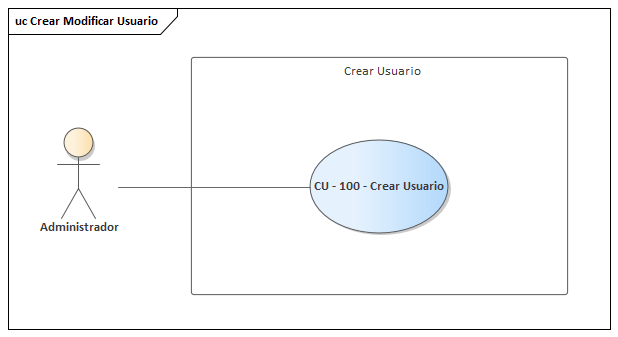 uc Crear Modificar Usuario
Crear Usuario
CU - 100 - Crear Usuario
Administrador